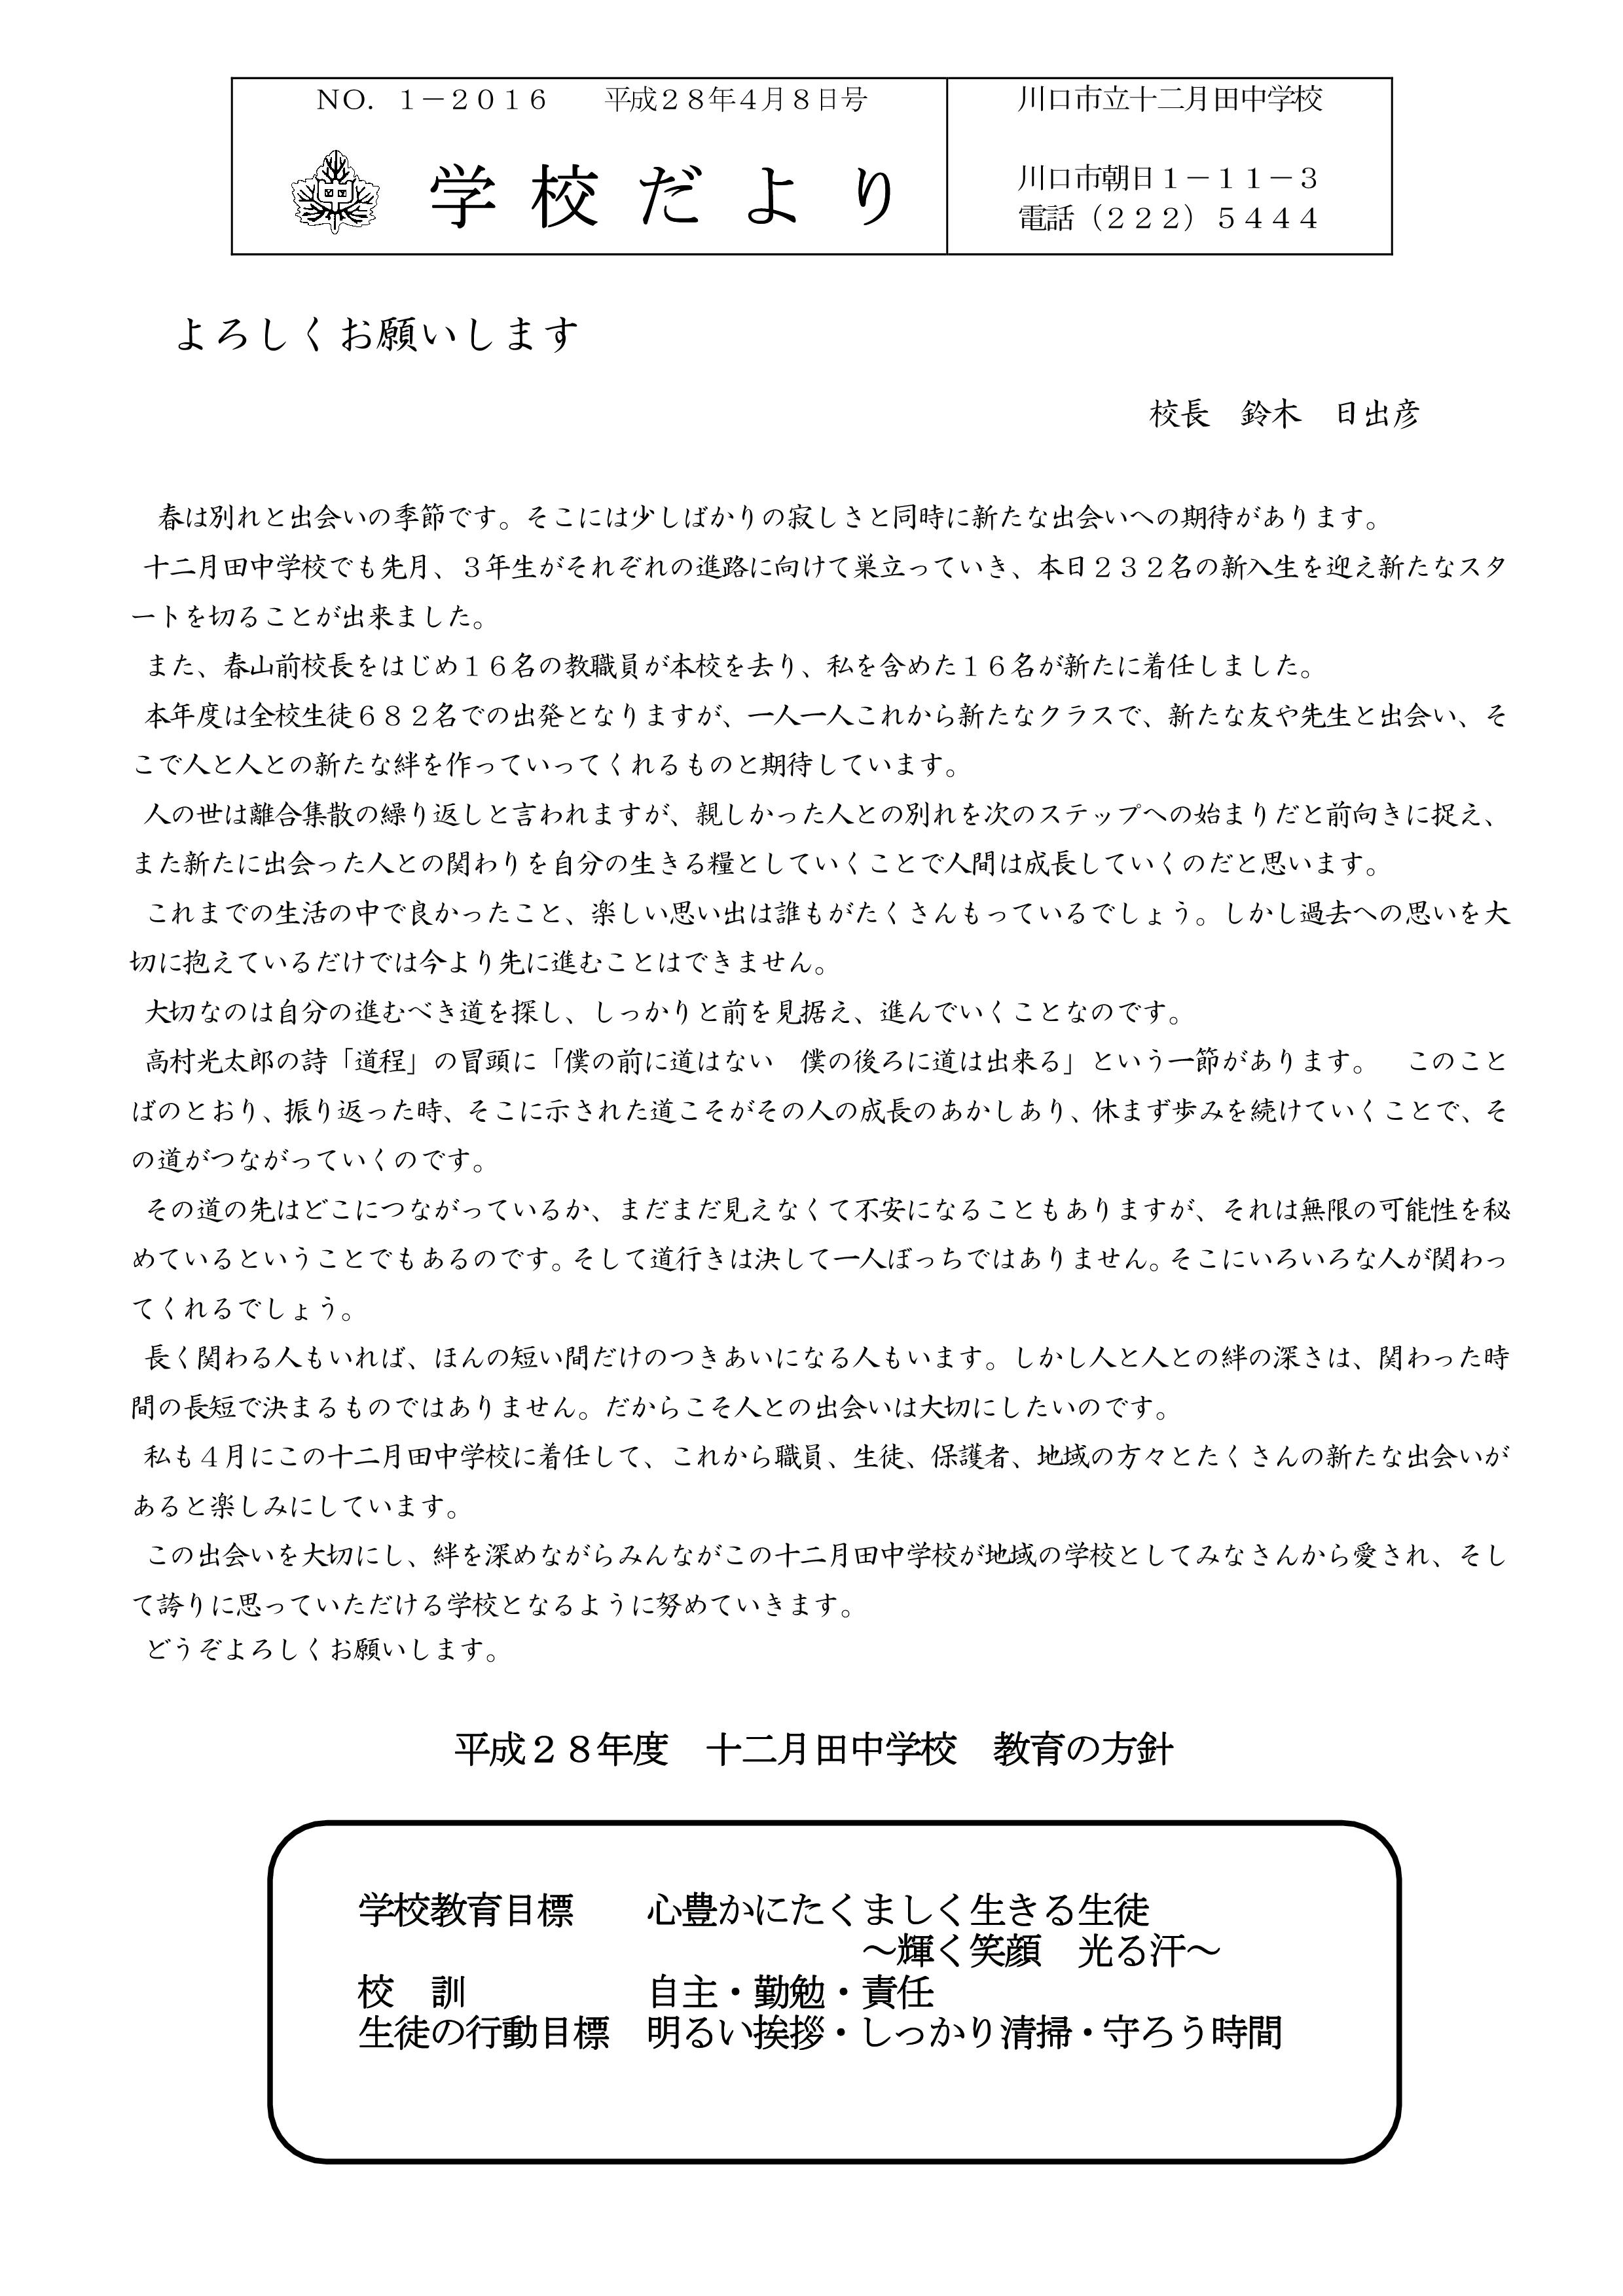 ＮＯ．１－２０１６　　平成２８年４月８日号
中
学校だより
川口市立十二月田中学校
川口市朝日１－１１－３
電話（２２２）５４４４
よろしくお願いします
校長　鈴木　日出彦
春は別れと出会いの季節です。そこには少しばかりの寂しさと同時に新たな出会いへの期待があります。
十二月田中学校でも先月、３年生がそれぞれの進路に向けて巣立っていき、本日２３２名の新入生を迎え新たなスタ
ートを切ることが出来ました。
また、春山前校長をはじめ１６名の教職員が本校を去り、私を含めた１６名が新たに着任しました。
本年度は全校生徒６８２名での出発となりますが、一人一人これから新たなクラスで、新たな友や先生と出会い、そ
こで人と人との新たな絆を作っていってくれるものと期待しています。
人の世は離合集散の繰り返しと言われますが、親しかった人との別れを次のステップへの始まりだと前向きに捉え、
また新たに出会った人との関わりを自分の生きる糧としていくことで人間は成長していくのだと思います。
これまでの生活の中で良かったこと、楽しい思い出は誰もがたくさんもっているでしょう。しかし過去への思いを大
切に抱えているだけでは今より先に進むことはできません。
大切なのは自分の進むべき道を探し、しっかりと前を見据え、進んでいくことなのです。
高村光太郎の詩「道程」の冒頭に「僕の前に道はない　僕の後ろに道は出来る」という一節があります。　このこと
ばのとおり、振り返った時、そこに示された道こそがその人の成長のあかしあり、休まず歩みを続けていくことで、そ
の道がつながっていくのです。
その道の先はどこにつながっているか、まだまだ見えなくて不安になることもありますが、それは無限の可能性を秘
めているということでもあるのです。そして道行きは決して一人ぼっちではありません。そこにいろいろな人が関わっ
てくれるでしょう。
長く関わる人もいれば、ほんの短い間だけのつきあいになる人もいます。しかし人と人との絆の深さは、関わった時
間の長短で決まるものではありません。だからこそ人との出会いは大切にしたいのです。
私も４月にこの十二月田中学校に着任して、これから職員、生徒、保護者、地域の方々とたくさんの新たな出会いが
あると楽しみにしています。
この出会いを大切にし、絆を深めながらみんながこの十二月田中学校が地域の学校としてみなさんから愛され、そし
て誇りに思っていただける学校となるように努めていきます。
どうぞよろしくお願いします。
平成２８年度　十二月田中学校　教育の方針
学校教育目標　　心豊かにたくましく生きる生徒
～輝く笑顔　光る汗～
校　訓　　　　　自主・勤勉・責任
生徒の行動目標　明るい挨拶・しっかり清掃・守ろう時間